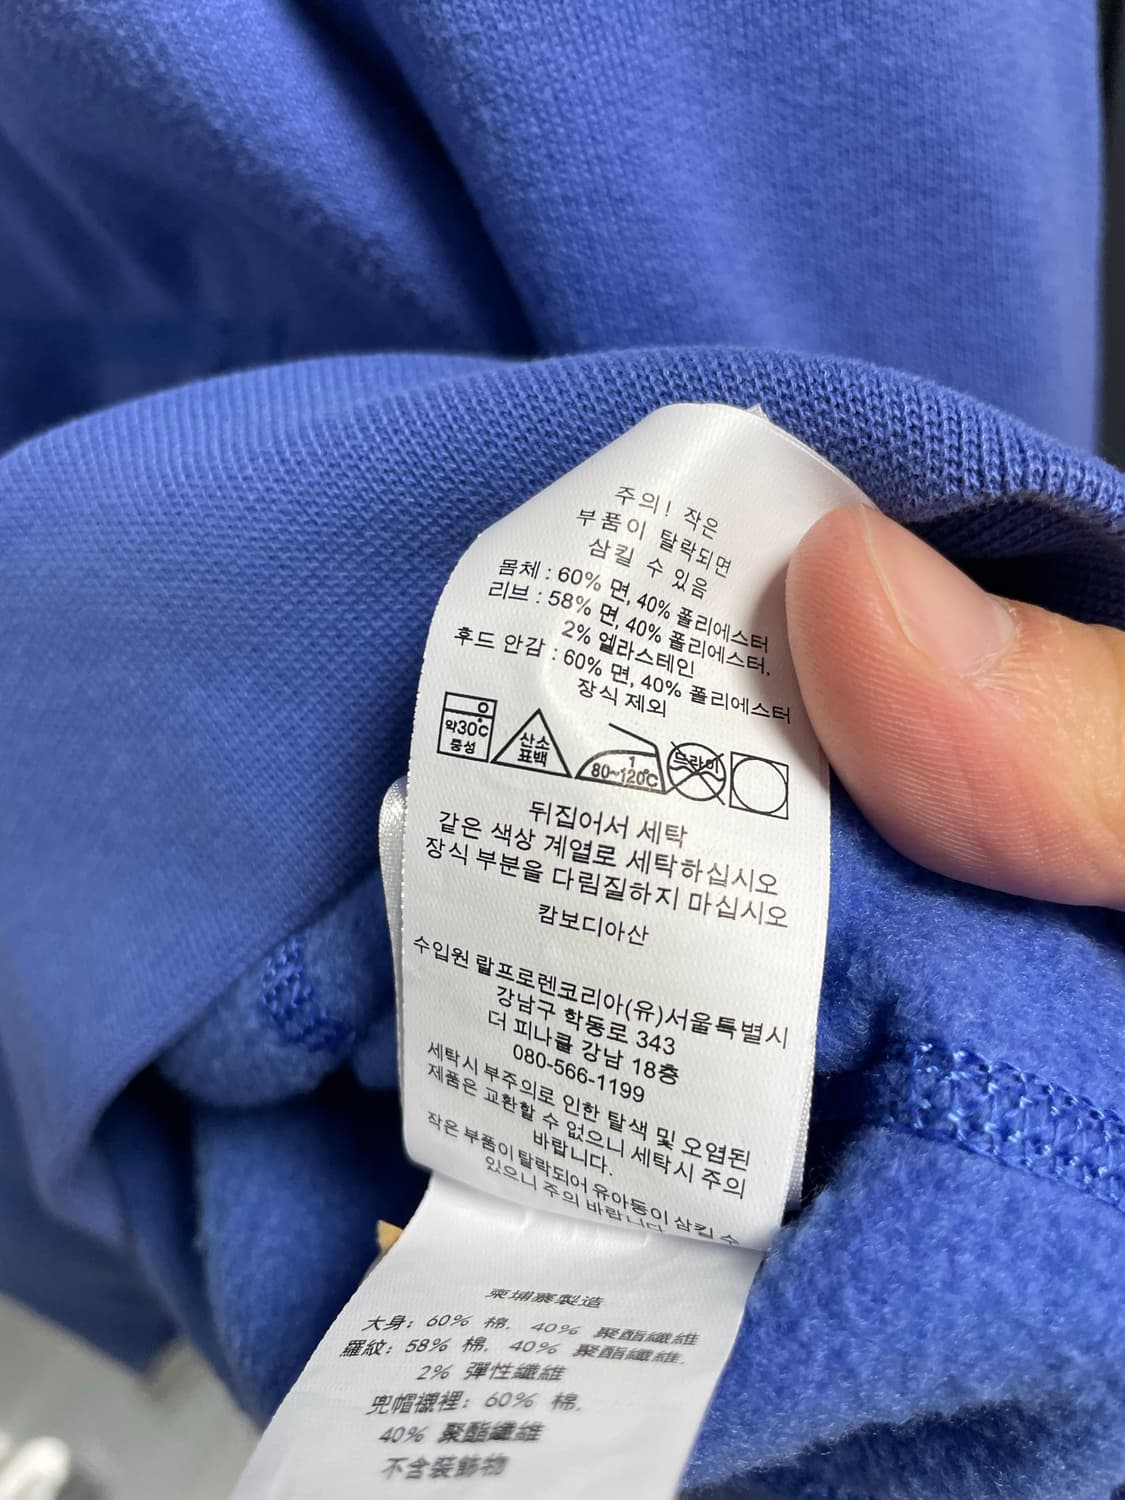 주의! 작은
부품이 탈락되면
삼킬 수 있음
몸체 : 60% 면, 40% 폴리에스터
리브 : 58% 면, 40% 폴리에스터,
2% 엘라스테인
후드 안감 : 60% 면, 40% 폴리에스터
장식 제외
약30℃
중성
산소
표백
1
80~120℃
드라이
뒤집어서 세탁
같은 색상 계열로 세탁하십시오
장식 부분을 다림질하지 마십시오
캄보디아산
수입원 랄프로렌코리아(유)서울특별시
강남구 학동로 343
더 피나클 강남 18층
080-566-1199
세탁시 부주의로 인한 탈색 및 오염된
제품은 교환할 수 없으니 세탁시 주의
바랍니다.
작은 부품이 탈락되어 유아동이 삼킬 수
있으니 주의 바랍니다
柬埔寨製造
大身: 60% 棉, 40% 聚酯纖維
羅紋: 58% 棉, 40% 聚酯纖維,
2% 彈性纖維
兜帽襯裡: 60% 棉,
40% 聚酯纖維
不含裝飾物